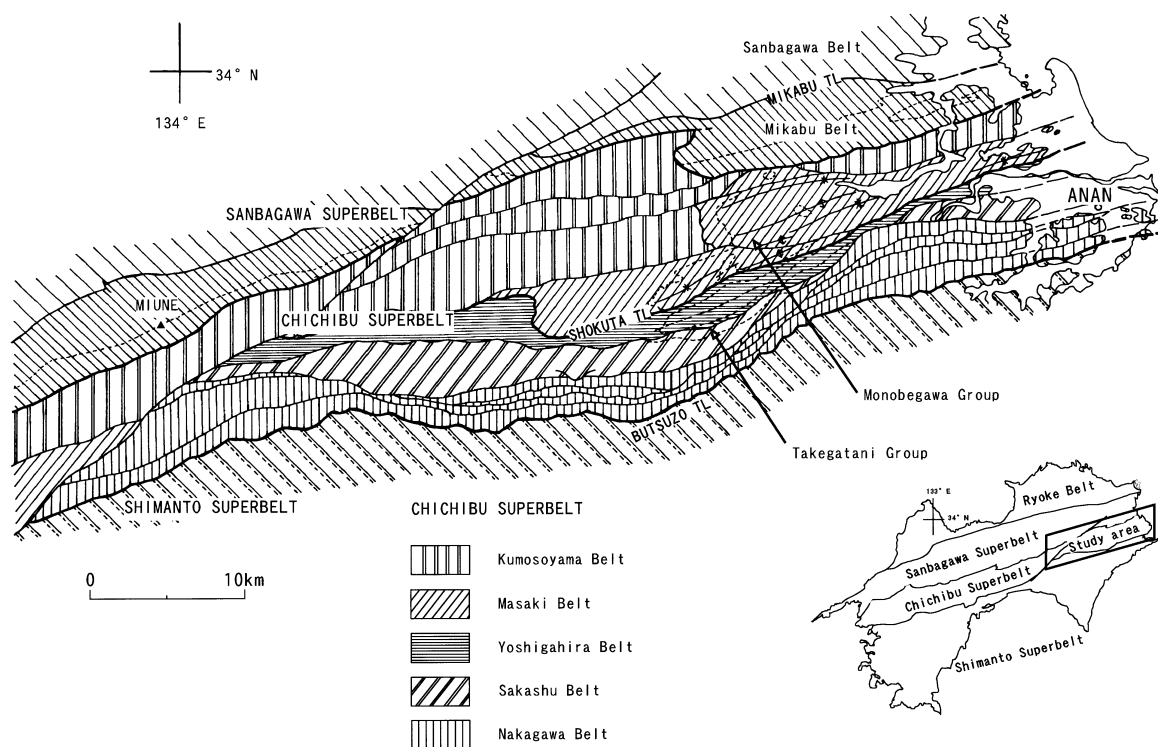 34° N
134° E
Sanbagawa Belt
MIKABU TL
Mikabu Belt
SANBAGAWA SUPERBELT
ANAN
MIUNE
CHICHIBU SUPERBELT
SHOKUTA TL
Monobegawa Group
BUTSUZO TL
Takegatani Group
SHIMANTO SUPERBELT
CHICHIBU SUPERBELT
Kumosoyama Belt
Masaki Belt
Yoshigahira Belt
Sakashu Belt
Nakagawa Belt
0 10km
133° E
34° N
Ryoke Belt
Study area
Sanbagawa Superbelt
Chichibu Superbelt
Shimanto Superbelt